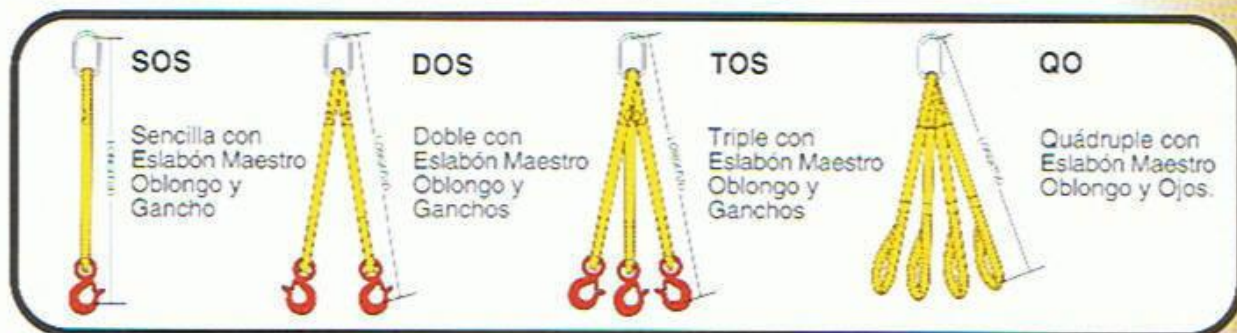 SOS
Sencilla con
Eslabón Maestro
Oblongo y
Gancho
DOS
Doble con
Eslabón Maestro
Oblongo y
Ganchos
TOS
Triple con
Eslabón Maestro
Oblongo y
Ganchos
QO
Quádruple con
Eslabón Maestro
Oblongo y Ojos.